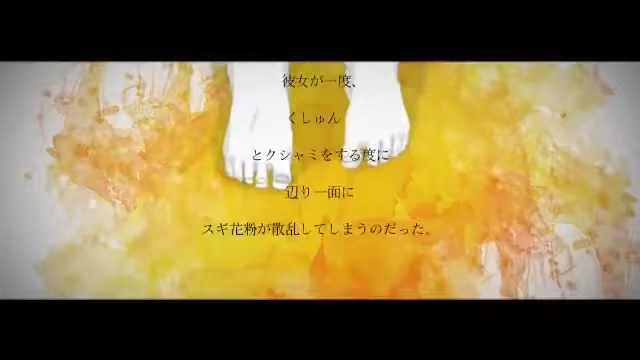 彼女が一度、
くしゅん
とクシャミをする度に
辺り一面に
スギ花粉が散乱してしまうのだった。